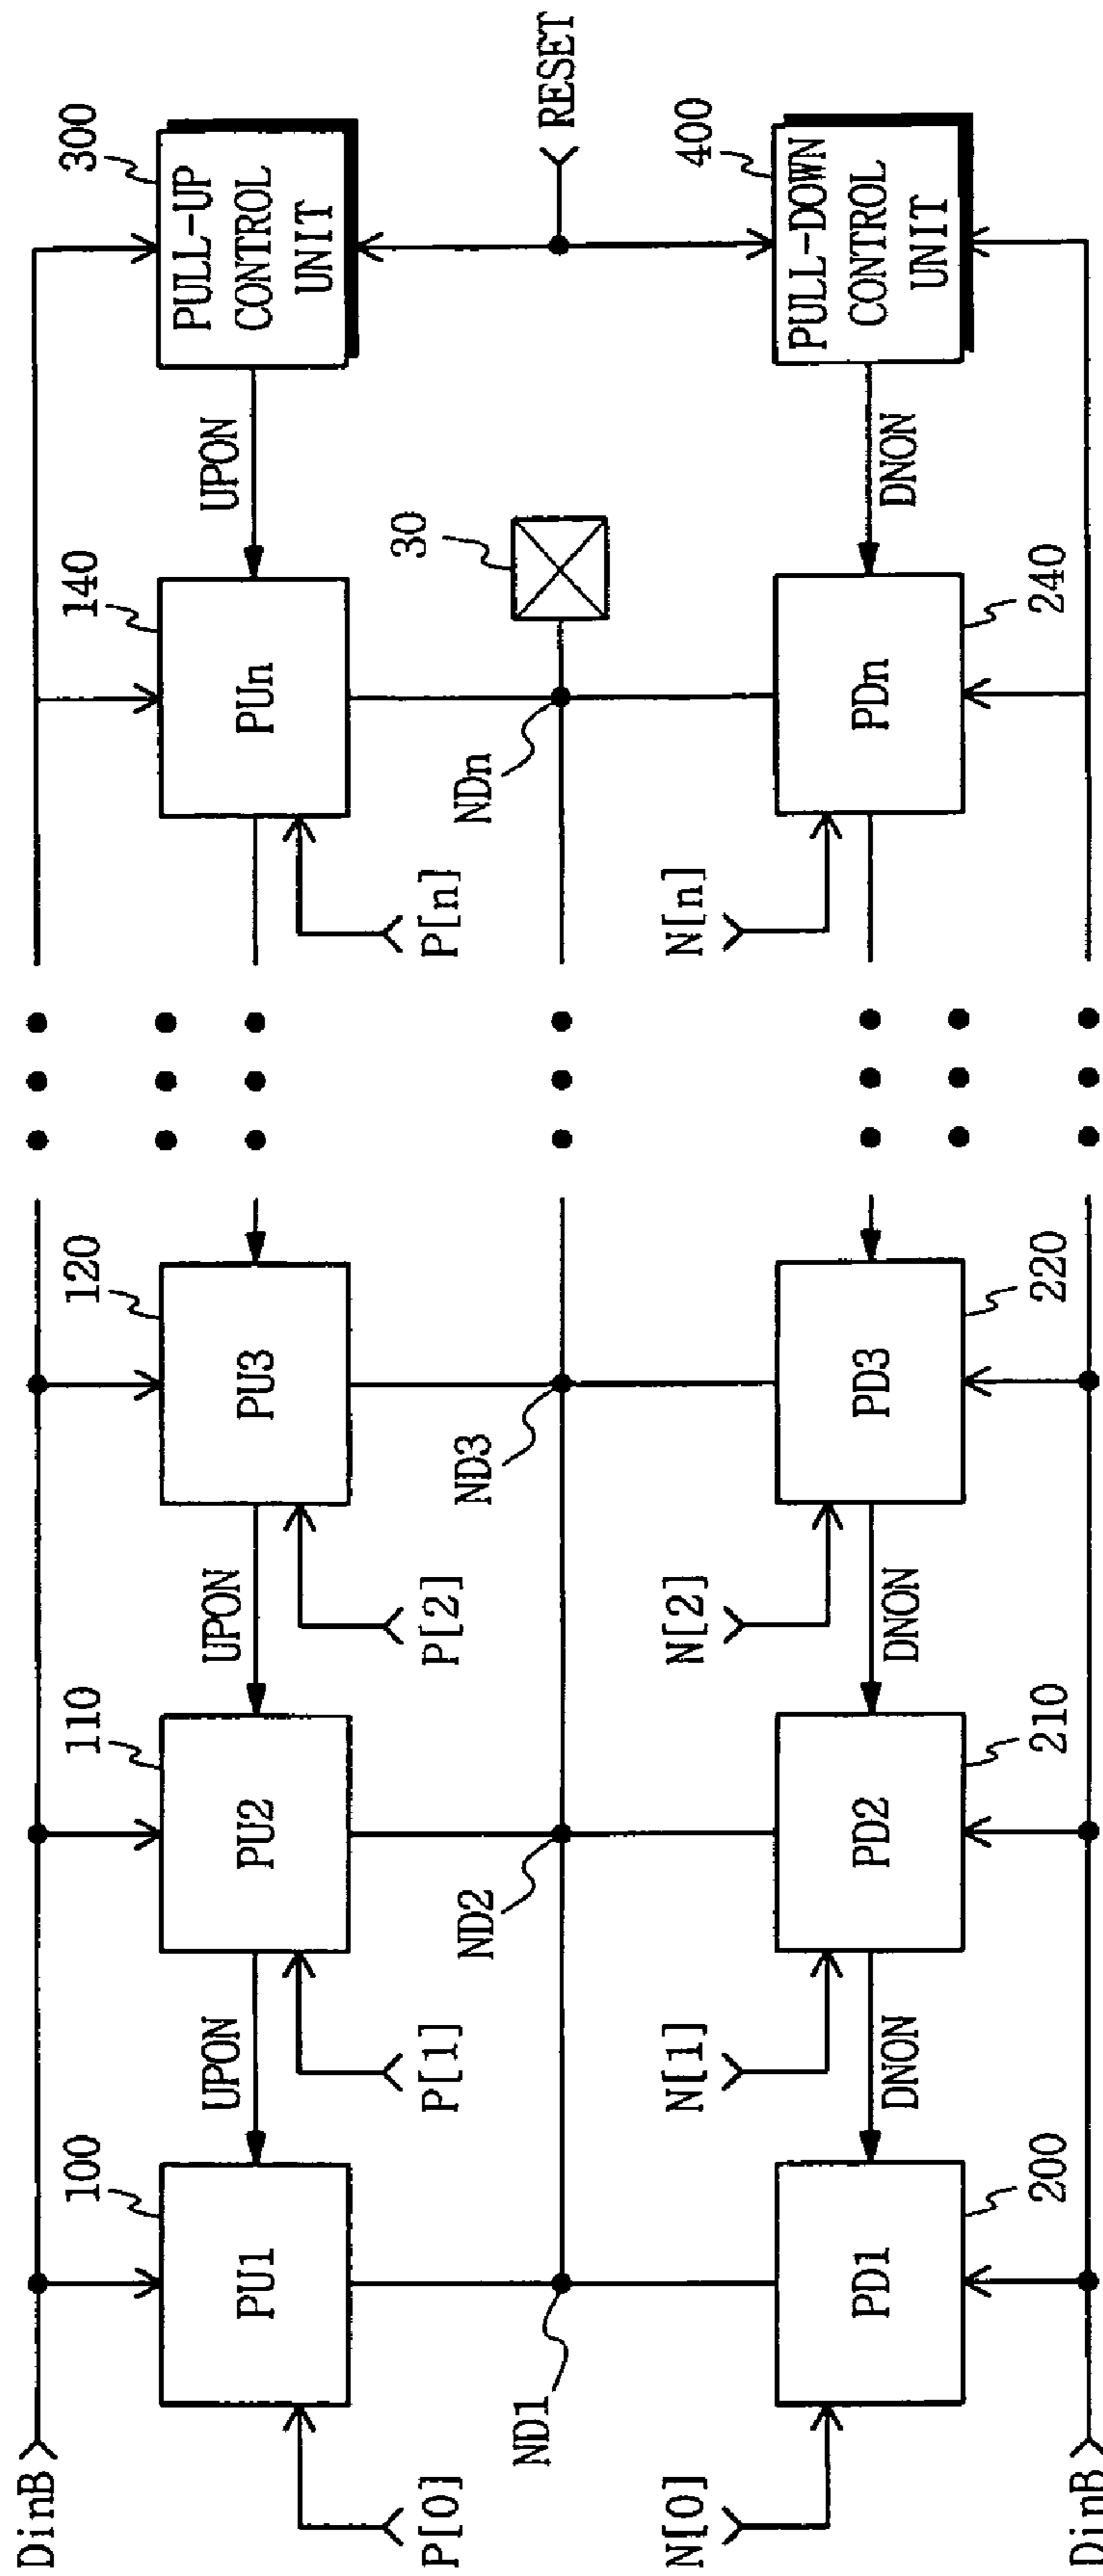 DinB
100
110
120
140
300
PU1
UPON
PU2
UPON
PU3
PUn
UPON
PULL-UP
CONTROL
UNIT
P[0]
P[1]
P[2]
P[n]
30
RESET
ND1
ND2
ND3
NDn
N[0]
N[1]
N[2]
N[n]
400
PD1
DNON
PD2
DNON
PD3
PDn
DNON
PULL-DOWN
CONTROL
UNIT
200
210
220
240
DinB